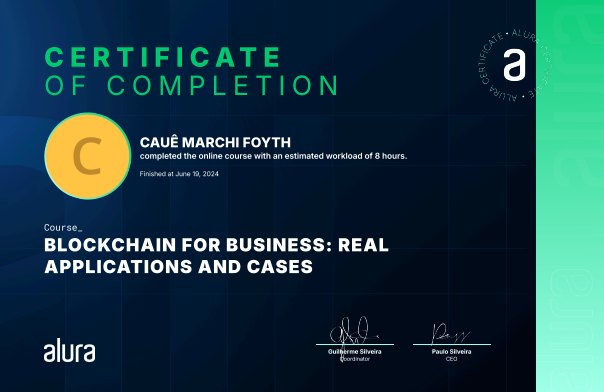 CERTIFICATE
OF COMPLETION
ALURA CERTIFICATE • ALURA
a
C
CAUÊ MARCHI FOYTH
completed the online course with an estimated workload of 8 hours.
Finished at June 19, 2024
Course_
BLOCKCHAIN FOR BUSINESS: REAL
APPLICATIONS AND CASES
alura
Guilherme Silveira
Coordinator
Paulo Silveira
CEO